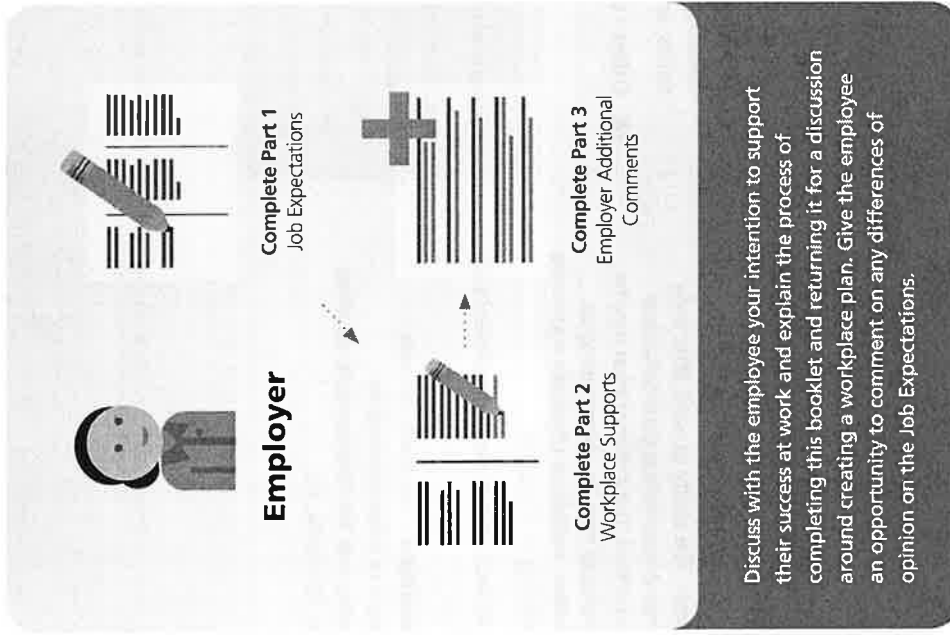 Employer
Complete Part 1
Job Expectations
Complete Part 2
Workplace Supports
Complete Part 3
Employer Additional
Comments
Discuss with the employee your intention to support
their success at work and explain the process of
completing this booklet and returning it for a discussion
around creating a workplace plan. Give the employee
an opportunity to comment on any differences of
opinion on the Job Expectations.